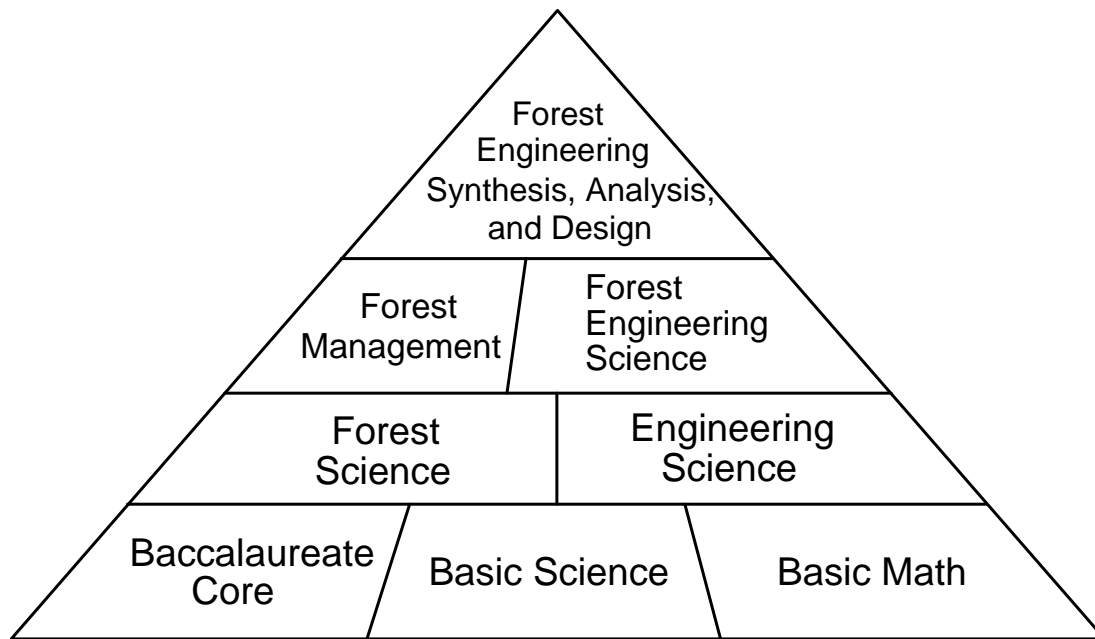 Forest
Engineering
Synthesis, Analysis,
and Design
Forest
Management
Forest
Engineering
Science
Forest
Science
Engineering
Science
Baccalaureate
Core
Basic Science
Basic Math